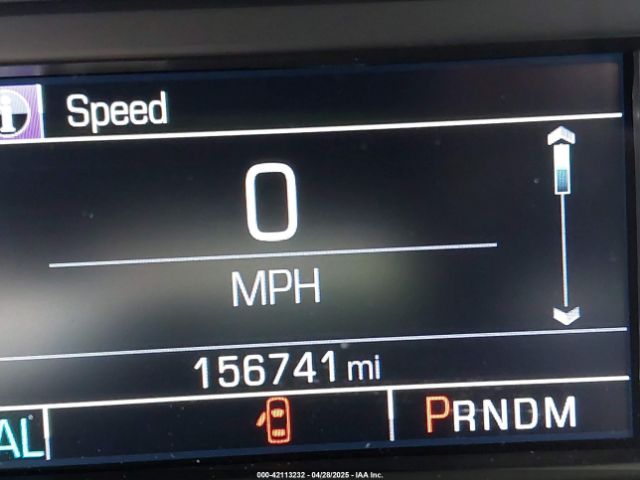 Speed
0
MPH
156741 mi
AL
PRNDM
000-42113232 - 04/28/2025 - IAA Inc.